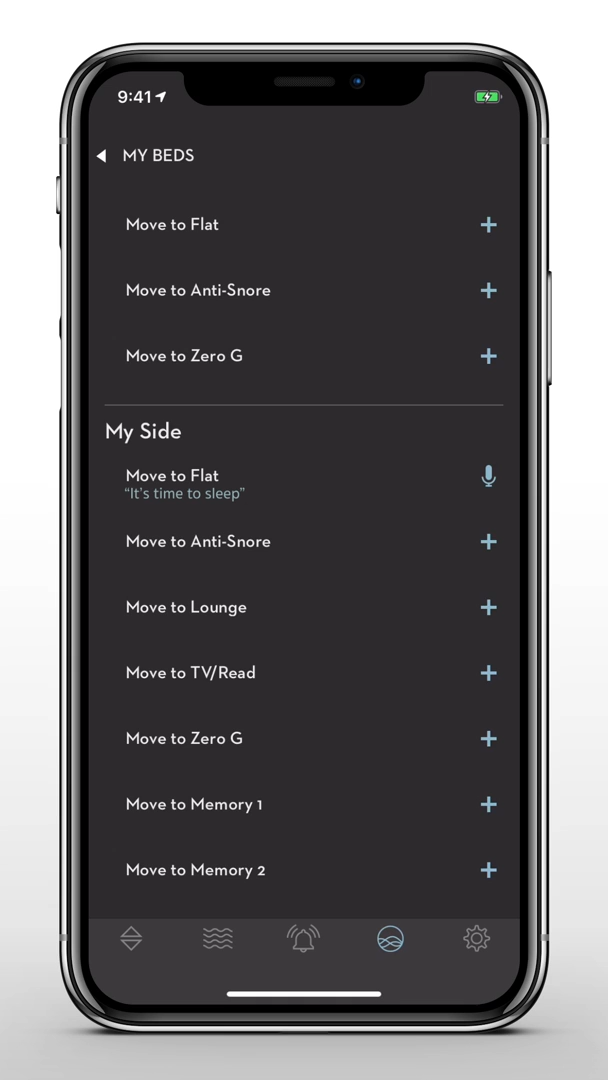 9:41
MY BEDS
Move to Flat
Move to Anti-Snore
Move to Zero G
My Side
Move to Flat
“It’s time to sleep”
Move to Anti-Snore
Move to Lounge
Move to TV/Read
Move to Zero G
Move to Memory 1
Move to Memory 2